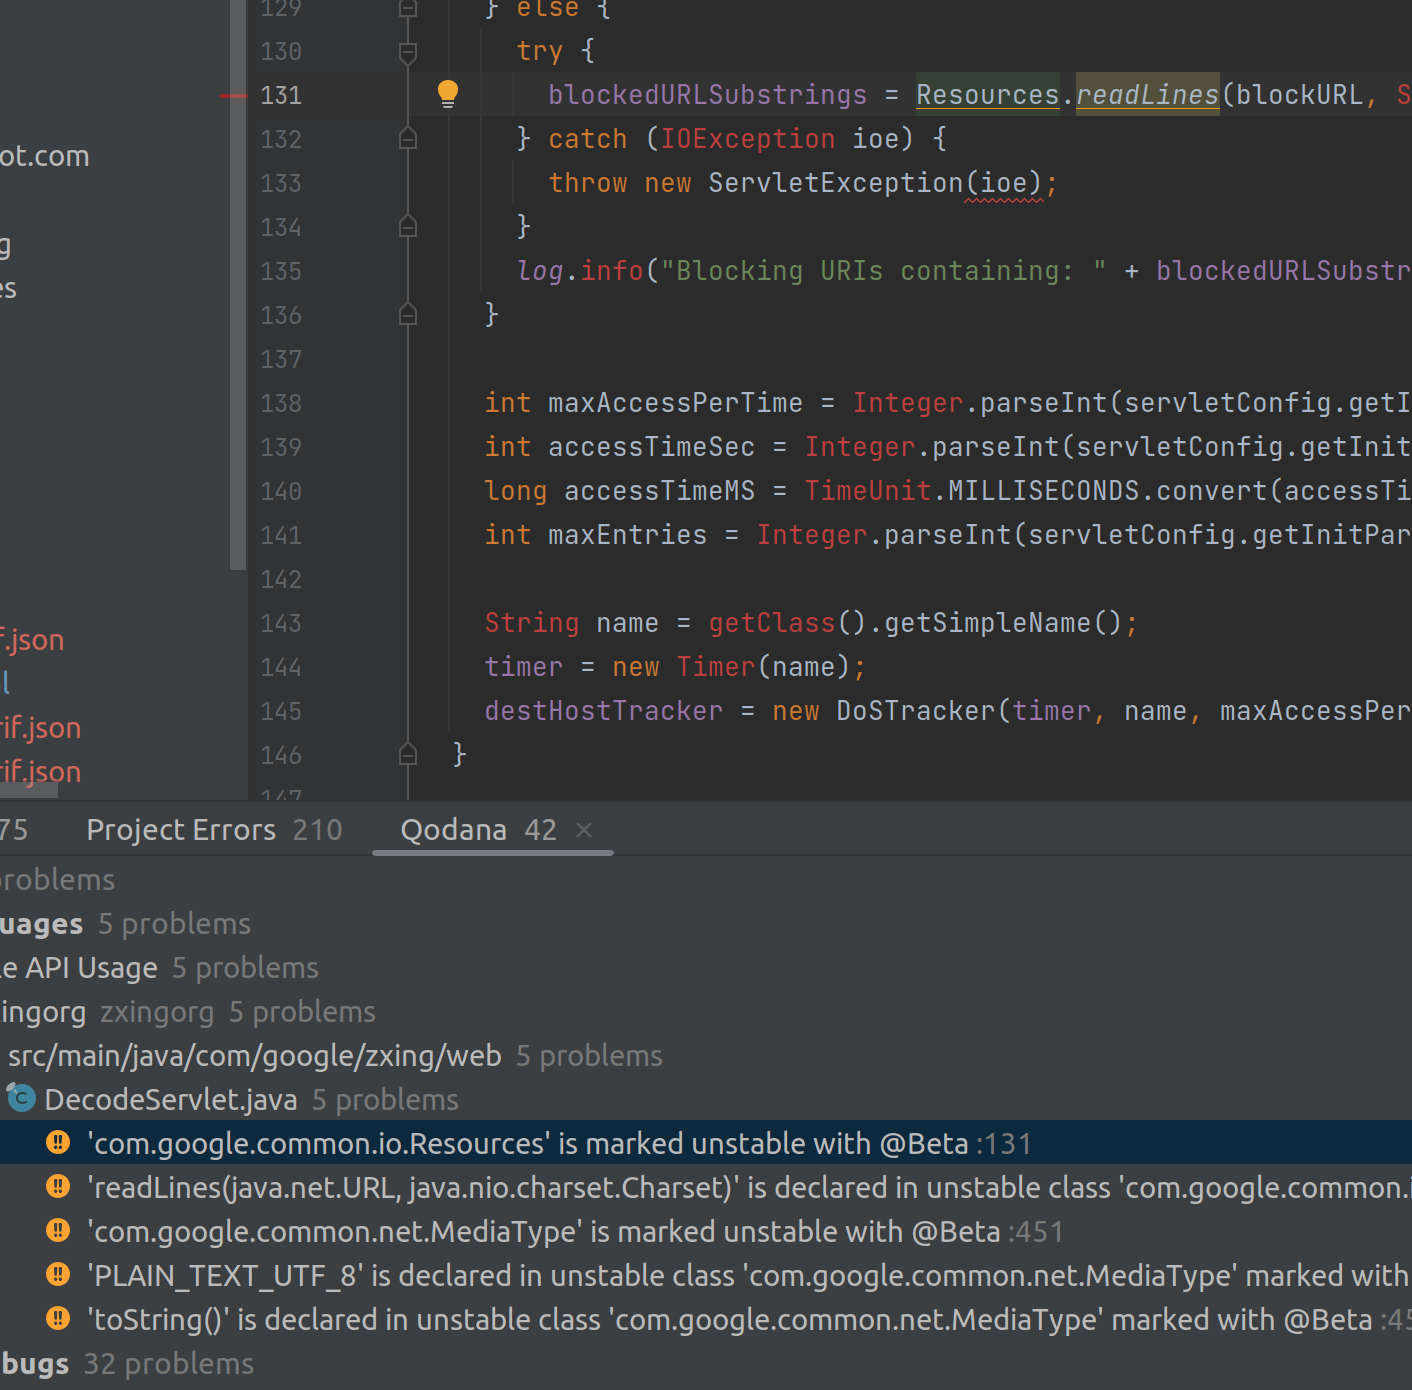 129 } else {
130 try {
131 blockedURLSubstrings = Resources.readLines(blockURL, S
ot.com 132 } catch (IOException ioe) {
133 throw new ServletException(ioe);
g 134 }
es 135 log.info("Blocking URIs containing: " + blockedURLSubstr
136 }
137
138 int maxAccessPerTime = Integer.parseInt(servletConfig.getI
139 int accessTimeSec = Integer.parseInt(servletConfig.getInit
140 long accessTimeMS = TimeUnit.MILLISECONDS.convert(accessTi
141 int maxEntries = Integer.parseInt(servletConfig.getInitPar
142
143 String name = getClass().getSimpleName();
f.json
144 timer = new Timer(name);
l
145 destHostTracker = new DoSTracker(timer, name, maxAccessPer
rif.json
146 }
rif.json
147
75 Project Errors 210 Qodana 42 ×
problems
uages 5 problems
le API Usage 5 problems
ingorg zxingorg 5 problems
src/main/java/com/google/zxing/web 5 problems
DecodeServlet.java 5 problems
'com.google.common.io.Resources' is marked unstable with @Beta :131
'readLines(java.net.URL, java.nio.charset.Charset)' is declared in unstable class 'com.google.common.i
'com.google.common.net.MediaType' is marked unstable with @Beta :451
'PLAIN_TEXT_UTF_8' is declared in unstable class 'com.google.common.net.MediaType' marked with
'toString()' is declared in unstable class 'com.google.common.net.MediaType' marked with @Beta :45
bugs 32 problems